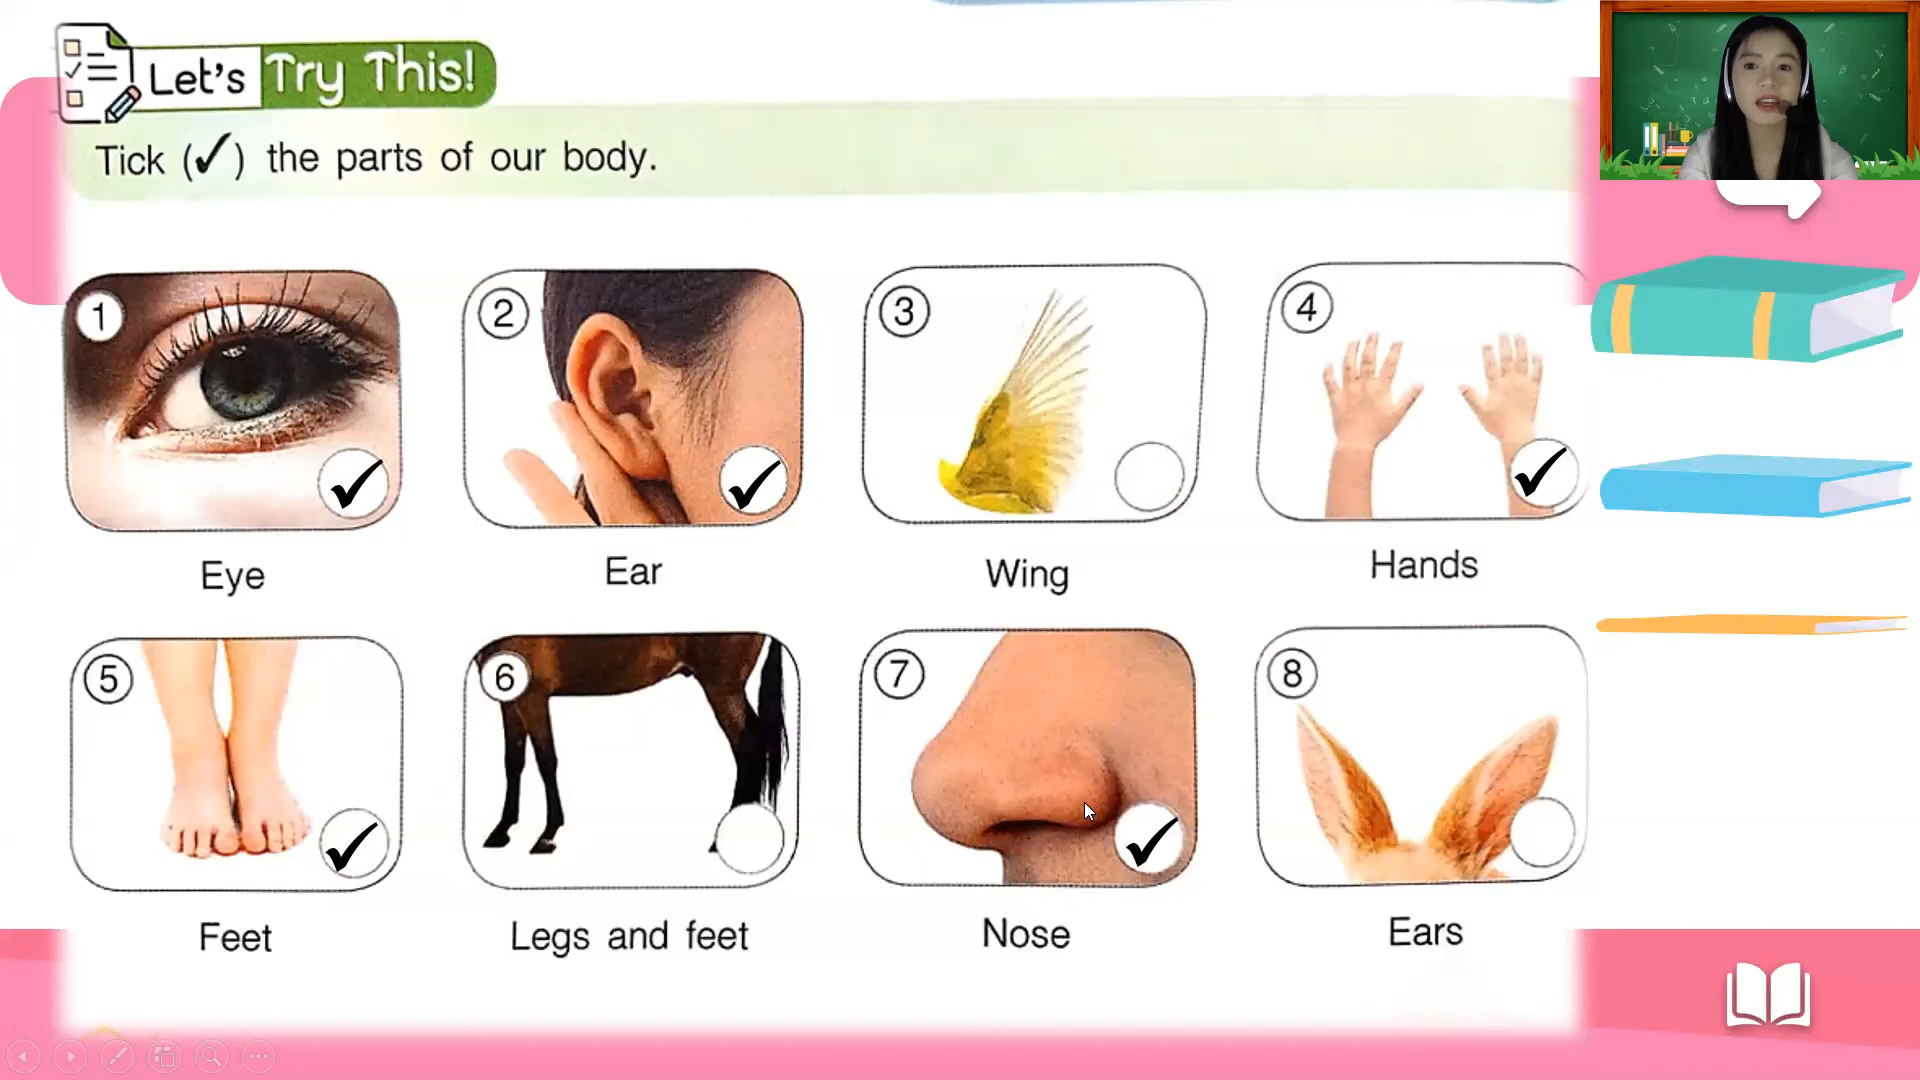 Let's Try This!
Tick (✓) the parts of our body.
1
2
3
4
Eye
Ear
Wing
Hands
5
6
7
8
Feet
Legs and feet
Nose
Ears